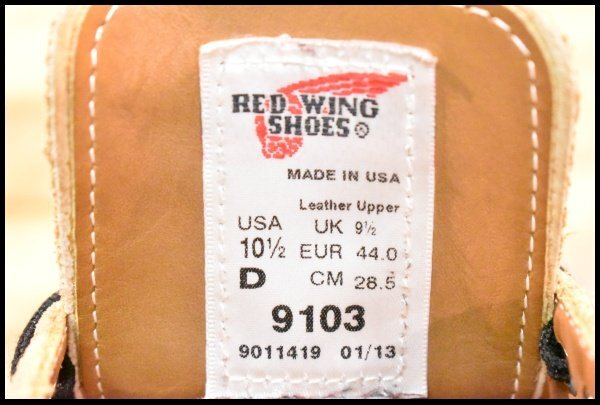 RED WING
SHOES®
MADE IN USA
Leather Upper
USA UK 9½
10½ EUR 44.0
D CM 28.5
9103
9011419 01/13